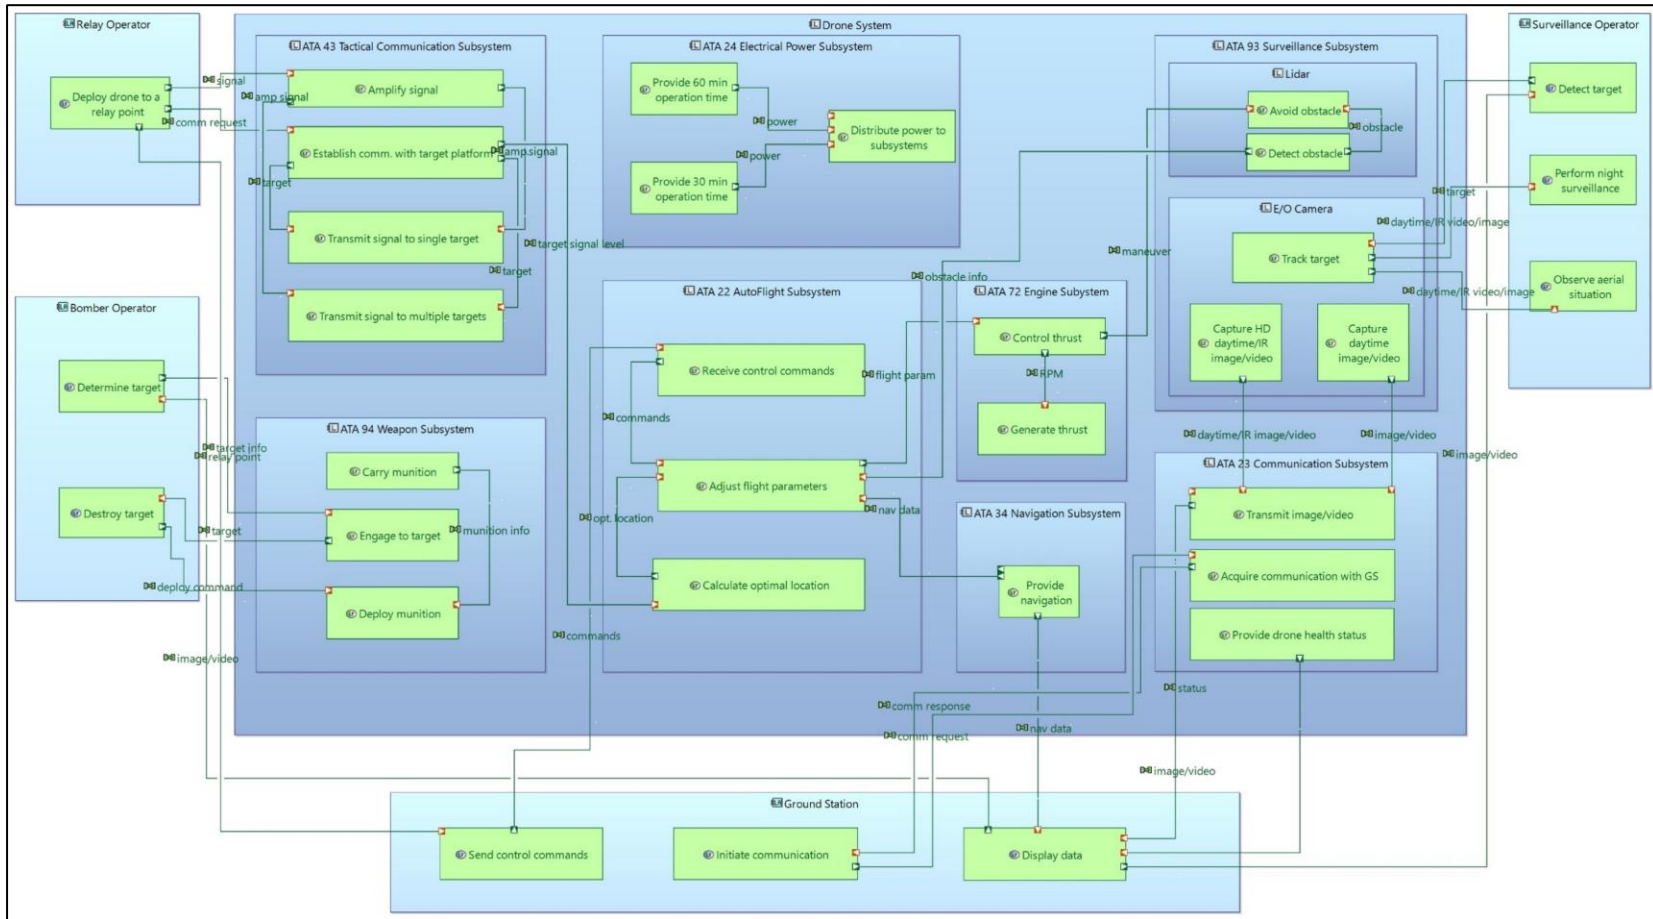 Relay Operator
Deploy drone to a
relay point
signal
amp signal
comm request
Drone System
ATA 43 Tactical Communication Subsystem
Amplify signal
Establish comm. with target platform
amp.signal
target
Transmit signal to single target
target signal level
target
Transmit signal to multiple targets
ATA 24 Electrical Power Subsystem
Provide 60 min
operation time
power
Distribute power to
subsystems
power
Provide 30 min
operation time
ATA 93 Surveillance Subsystem
Lidar
Avoid obstacle
obstacle
Detect obstacle
E/O Camera
Track target
Capture HD
daytime/IR
image/video
Capture
daytime
image/video
maneuver
obstacle info
Surveillance Operator
Detect target
Perform night
surveillance
target
daytime/IR video/image
Observe aerial
situation
daytime/IR video/image
Bomber Operator
Determine target
target info
relay point
Destroy target
target
deploy command
image/video
ATA 94 Weapon Subsystem
Carry munition
Engage to target
munition info
Deploy munition
ATA 22 AutoFlight Subsystem
Receive control commands
flight param
commands
Adjust flight parameters
opt. location
nav data
Calculate optimal location
commands
ATA 72 Engine Subsystem
Control thrust
RPM
Generate thrust
ATA 34 Navigation Subsystem
Provide
navigation
daytime/IR image/video
image/video
image/video
ATA 23 Communication Subsystem
Transmit image/video
Acquire communication with GS
Provide drone health status
status
comm response
nav data
comm request
image/video
Ground Station
Send control commands
Initiate communication
Display data